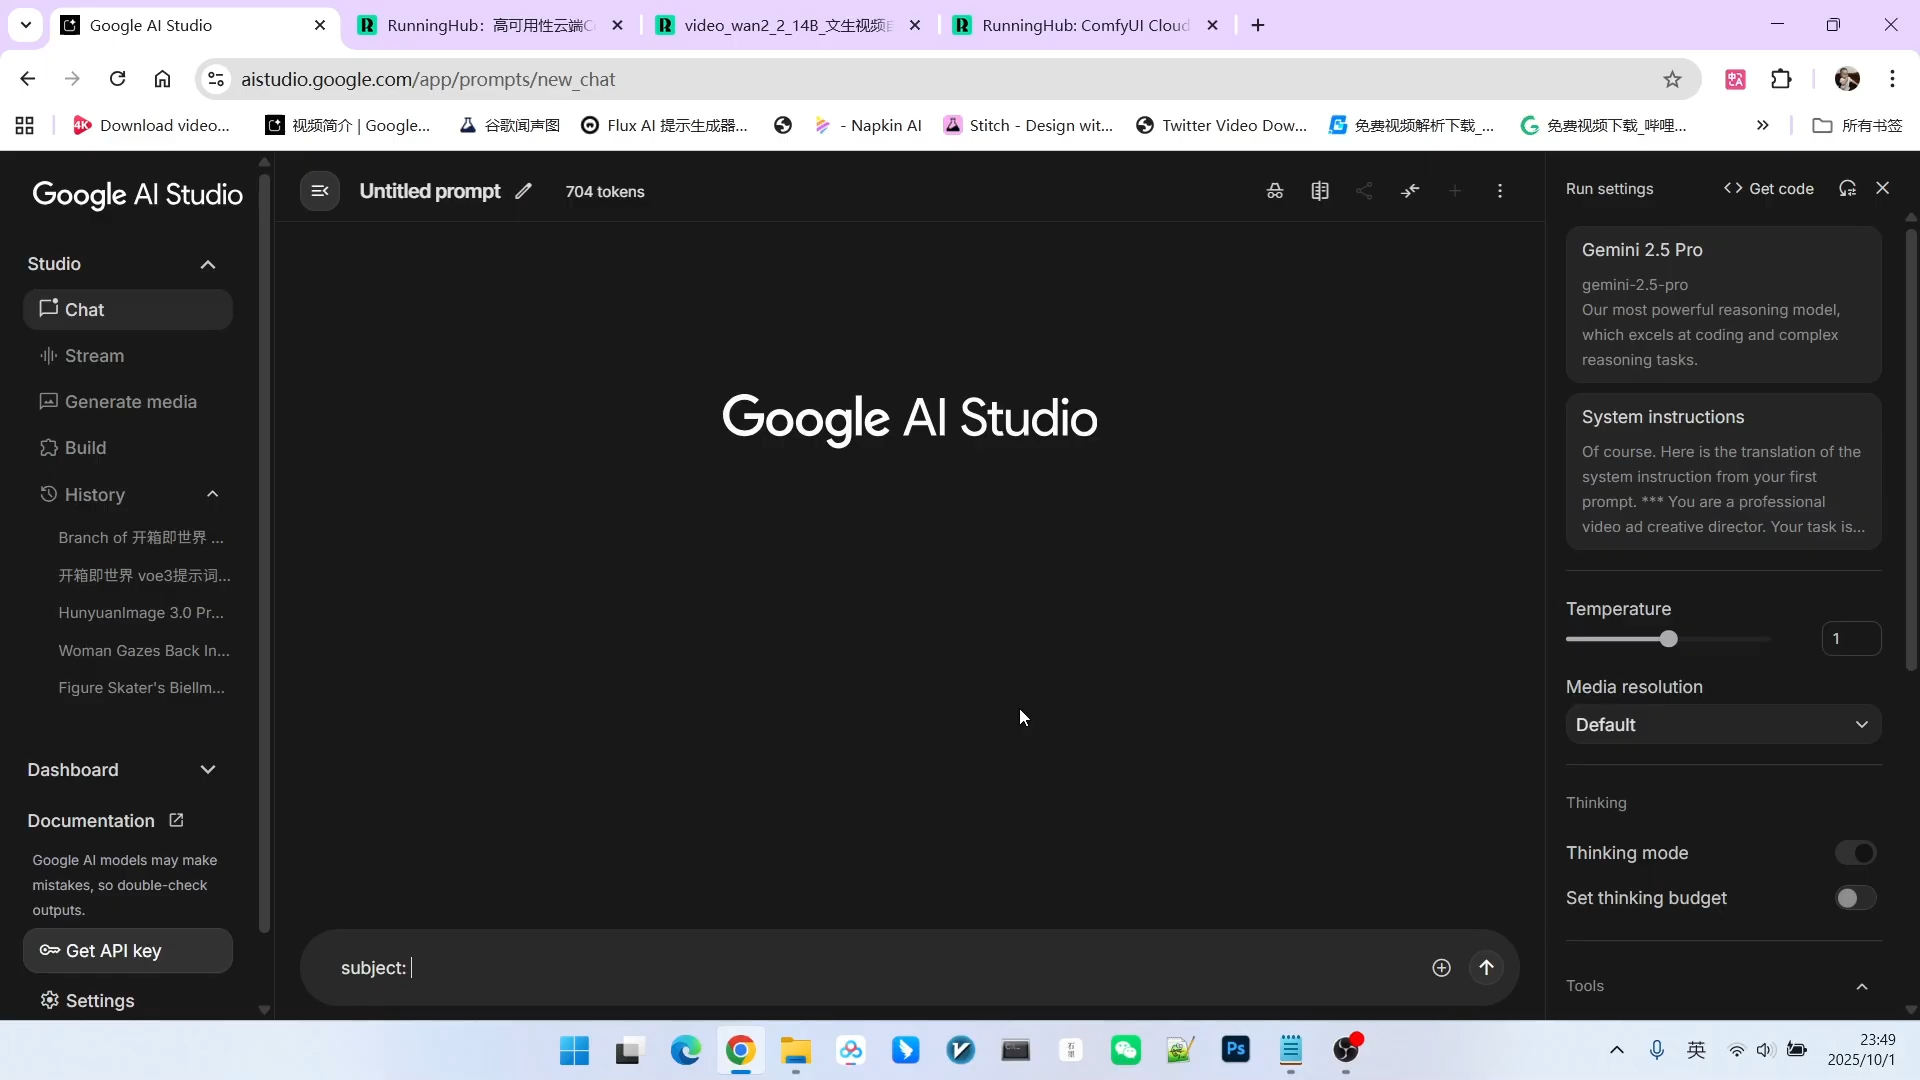 Google AI Studio
RunningHub：高可用性云端C
video_wan2_2_14B_文生视频
RunningHub: ComfyUI Cloud
aistudio.google.com/app/prompts/new_chat
4K Download video...
视频简介 | Google...
谷歌闻声图
Flux AI 提示生成器...
- Napkin AI
Stitch - Design wit...
Twitter Video Dow...
免费视频解析下载_...
免费视频下载_哔哩...
所有书签
Google AI Studio
Studio
Chat
Stream
Generate media
Build
History
Branch of 开箱即世界 ...
开箱即世界 voe3提示词...
HunyuanImage 3.0 Pr...
Woman Gazes Back In...
Figure Skater's Biellm...
Dashboard
Documentation
Google AI models may make
mistakes, so double-check
outputs.
Get API key
Settings
Untitled prompt
704 tokens
Google AI Studio
subject:
Run settings
<> Get code
Gemini 2.5 Pro
gemini-2.5-pro
Our most powerful reasoning model,
which excels at coding and complex
reasoning tasks.
System instructions
Of course. Here is the translation of the
system instruction from your first
prompt. *** You are a professional
video ad creative director. Your task is...
Temperature
1
Media resolution
Default
Thinking
Thinking mode
Set thinking budget
Tools
Ps
英
23:49
2025/10/1